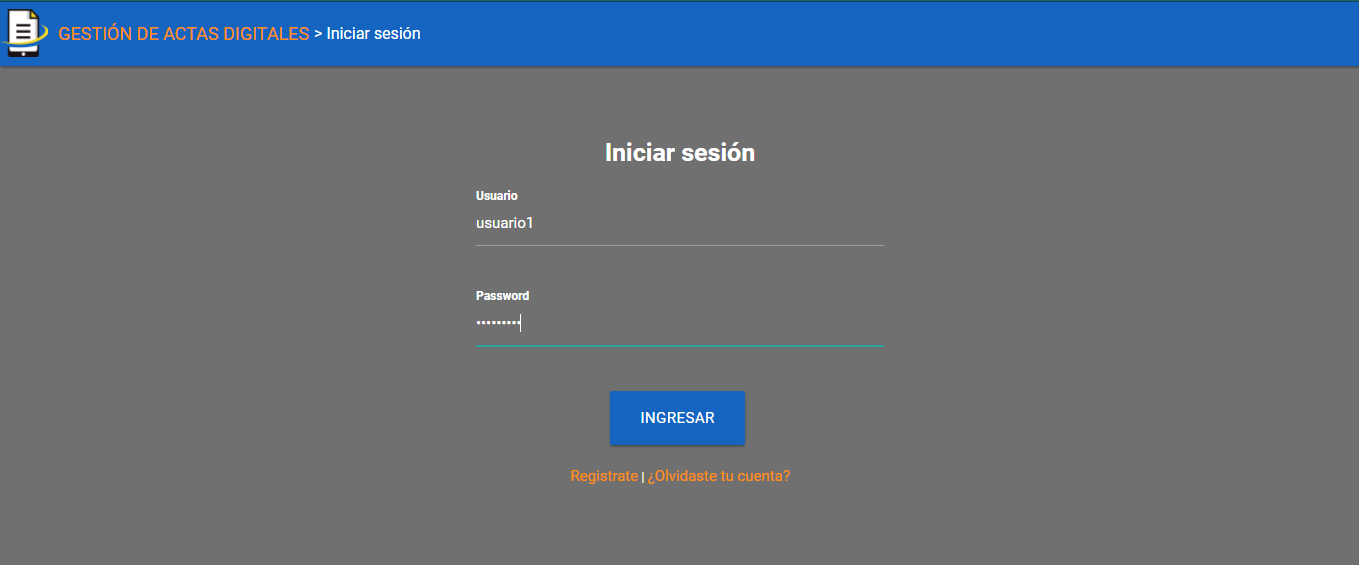 GESTIÓN DE ACTAS DIGITALES > Iniciar sesión
Iniciar sesión
Usuario
usuario1
Password
•••••••••
INGRESAR
Registrate | ¿Olvidaste tu cuenta?